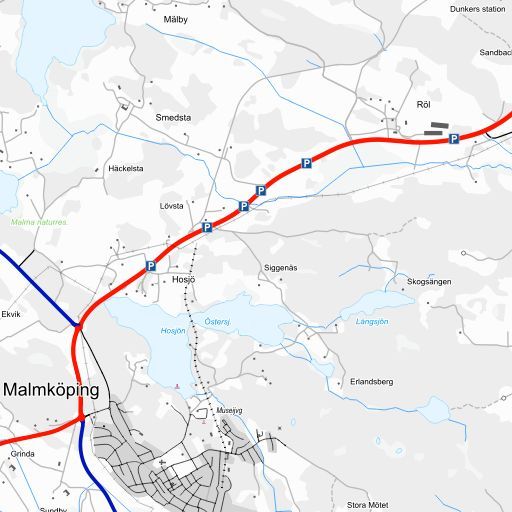 Dunkers station
Mälby
Sandbac
Röl
Smedsta
Häckelsta
P
P
P
P
P
P
Lövsta
Malma naturres.
Siggenäs
Hosjö
Skogsängen
Ekvik
Hosjön
Östersj.
Långsjön
Malmköping
Erlandsberg
Museijvg
Grinda
Stora Mötet
Sundby